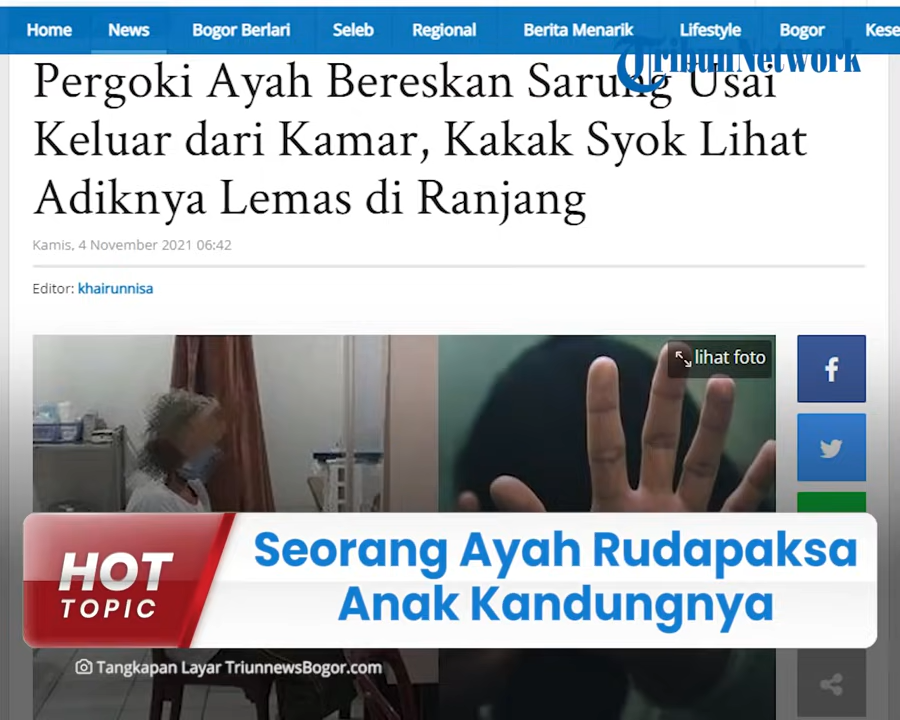 Home News Bogor Berlari Seleb Regional Berita Menarik Lifestyle Bogor Kese
TribunNetwork
Pergoki Ayah Bereskan Sarung Usai
Keluar dari Kamar, Kakak Syok Lihat
Adiknya Lemas di Ranjang
Kamis, 4 November 2021 06:42
Editor: khairunnisa
lihat foto
f
HOT
TOPIC
Seorang Ayah Rudapaksa
Anak Kandungnya
Tangkapan Layar TriunnewsBogor.com